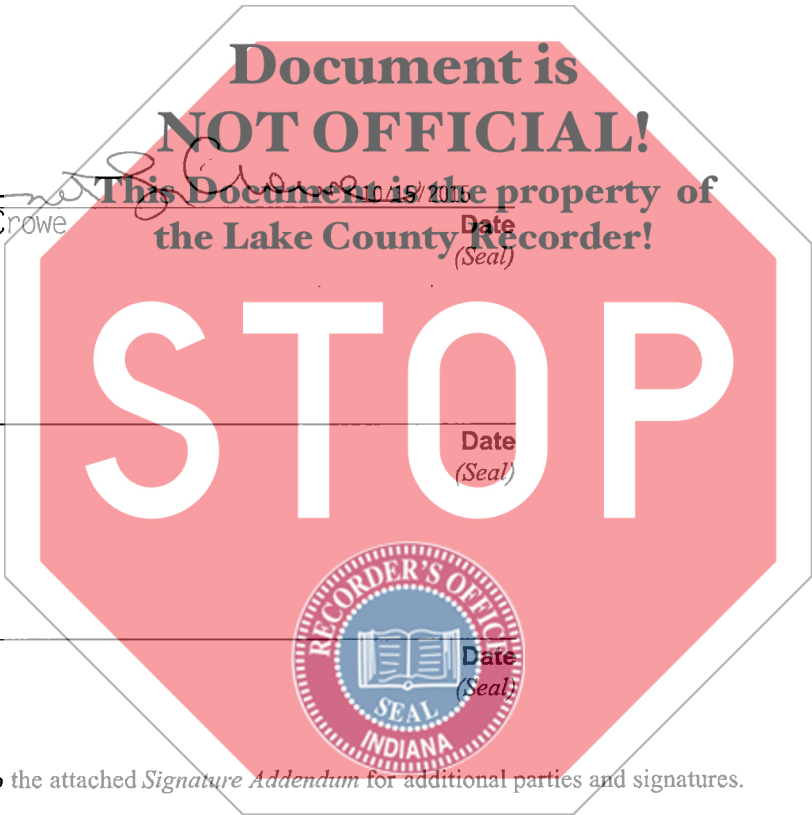 Document is
NOT OFFICIAL!
This Document is the property of
the Lake County Recorder!
10/15/2015
Crowe
Date
(Seal)
STOP
Date
(Seal)
RECORDER'S OFFICE
SEAL
INDIANA
Date
(Seal)
the attached Signature Addendum for additional parties and signatures.